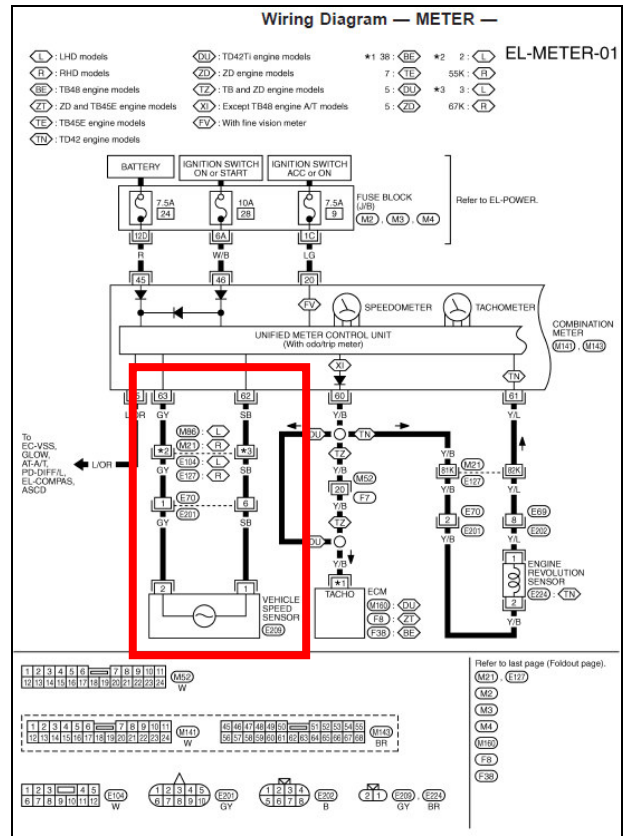 Wiring Diagram — METER —
EL-METER-01
L : LHD models
R : RHD models
BE : TB48 engine models
ZT : ZD and TB45E engine models
TE : TB45E engine models
TN : TD42 engine models
DU : TD42Ti engine models
ZD : ZD engine models
TZ : TB and ZD engine models
XI : Except TB48 engine A/T models
FV : With fine vision meter
*1 38 : BE
7 : TE
5 : DU
5 : ZD
*2 2 : L
55K : R
*3 3 : L
67K : R
BATTERY
IGNITION SWITCH
ON or START
IGNITION SWITCH
ACC or ON
7.5A
24
10A
28
7.5A
9
FUSE BLOCK
(J/B)
M2 , M3 , M4
Refer to EL-POWER.
12D 6A 1C
R W/B LG
45 46 20
FV
SPEEDOMETER
TACHOMETER
UNIFIED METER CONTROL UNIT
(With odo/trip meter)
COMBINATION
METER
M141 , M143
XI
TN
63 62 60 61
L/OR GY SB Y/B Y/L
To
EC-VSS,
GLOW,
AT-A/T,
PD-DIFF/L,
EL-COMPAS,
ASCD
L/OR
M86 : L
M21 : R
E104 : L
E127 : R
*2 *3
GY SB
1 E70 6
E201
GY SB
2 1
VEHICLE
SPEED
SENSOR
E209
DU TN
TZ
Y/B
20 M52
F7
Y/B
TZ
DU
Y/B
*1
TACHO
ECM
M160 : DU
F8 : ZT
F38 : BE
Y/B Y/L
81K M21 82K
E127
Y/B Y/L
2 E70 8 E69
E201 E202
Y/B Y/L
1
ENGINE
REVOLUTION
SENSOR
E224 : TN
2
Y/B
1 2 3 4 5 6 7 8 9 10 11
12 13 14 15 16 17 18 19 20 21 22 23 24
M52
W
1 2 3 4 5 6 7 8 9 10 11
12 13 14 15 16 17 18 19 20 21 22 23 24
M141
W
45 46 47 48 49 50 51 52 53 54 55
56 57 58 59 60 61 62 63 64 65 66 67 68
M143
BR
1 2 3 4 5
6 7 8 9 10 11 12
E104
W
1 2 3 4 5
6 7 8 9 10
E201
GY
1 2 3 4
5 6 7 8
E202
B
2 1
E209 , E224
GY BR
Refer to last page (Foldout page).
M21 , E127
M2
M3
M4
M160
F8
F38